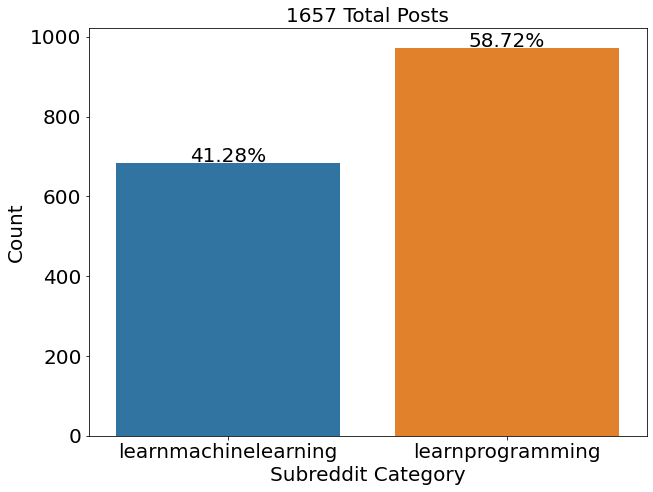 1657 Total Posts
1000
800
600
400
200
0
Count
41.28%
58.72%
learnmachinelearning
learnprogramming
Subreddit Category